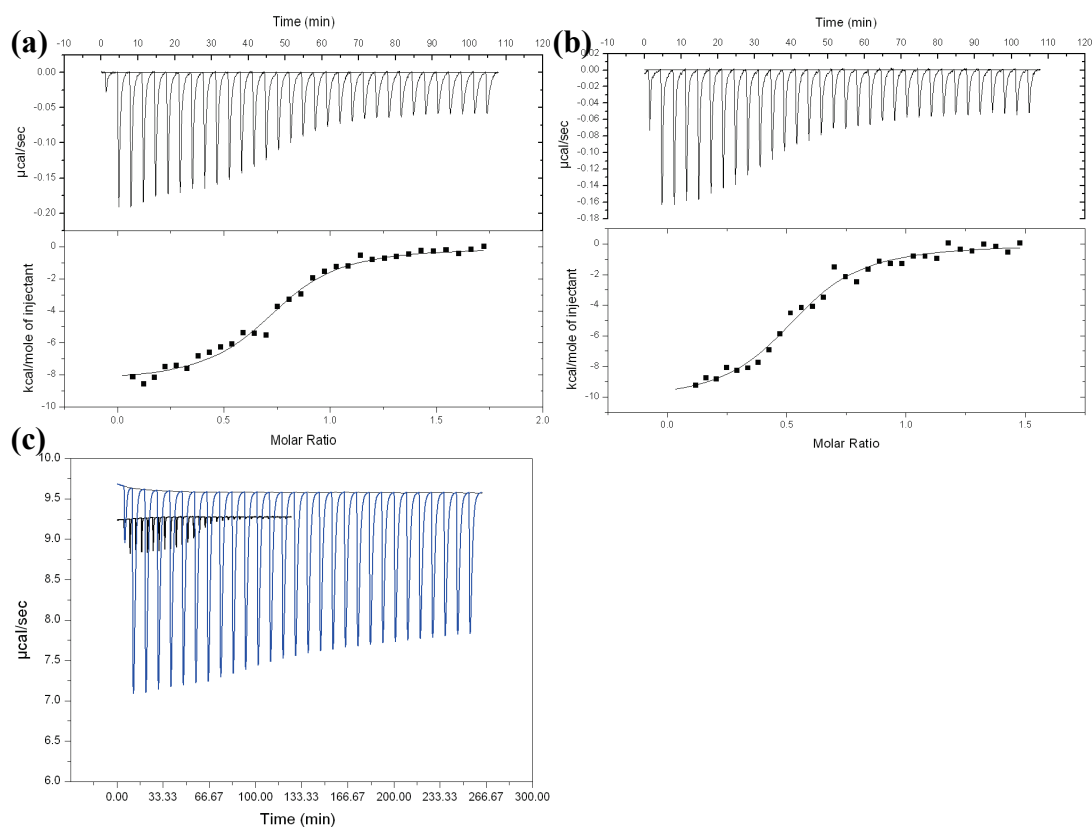 (a)
Time (min)
-10 0 10 20 30 40 50 60 70 80 90 100 110 120
0.00
-0.05
-0.10
-0.15
-0.20
µcal/sec
0
-2
-4
-6
-8
-10
kcal/mole of injectant
0.0 0.5 1.0 1.5 2.0
Molar Ratio
(b)
Time (min)
-10 0 10 20 30 40 50 60 70 80 90 100 110 120
0.02
0.00
-0.02
-0.04
-0.06
-0.08
-0.10
-0.12
-0.14
-0.16
-0.18
µcal/sec
0
-2
-4
-6
-8
-10
kcal/mole of injectant
0.0 0.5 1.0 1.5
Molar Ratio
(c)
10.0
9.5
9.0
8.5
8.0
7.5
7.0
6.5
6.0
µcal/sec
0.00 33.33 66.67 100.00 133.33 166.67 200.00 233.33 266.67 300.00
Time (min)